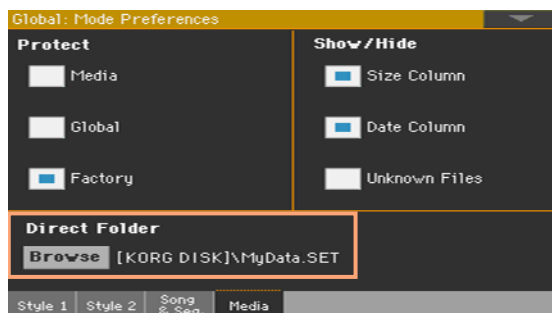 Global: Mode Preferences
Protect
Media
Global
Factory
Show/Hide
Size Column
Date Column
Unknown Files
Direct Folder
Browse [KORG DISK]\MyData.SET
Style 1 Style 2 Song & Seq. Media